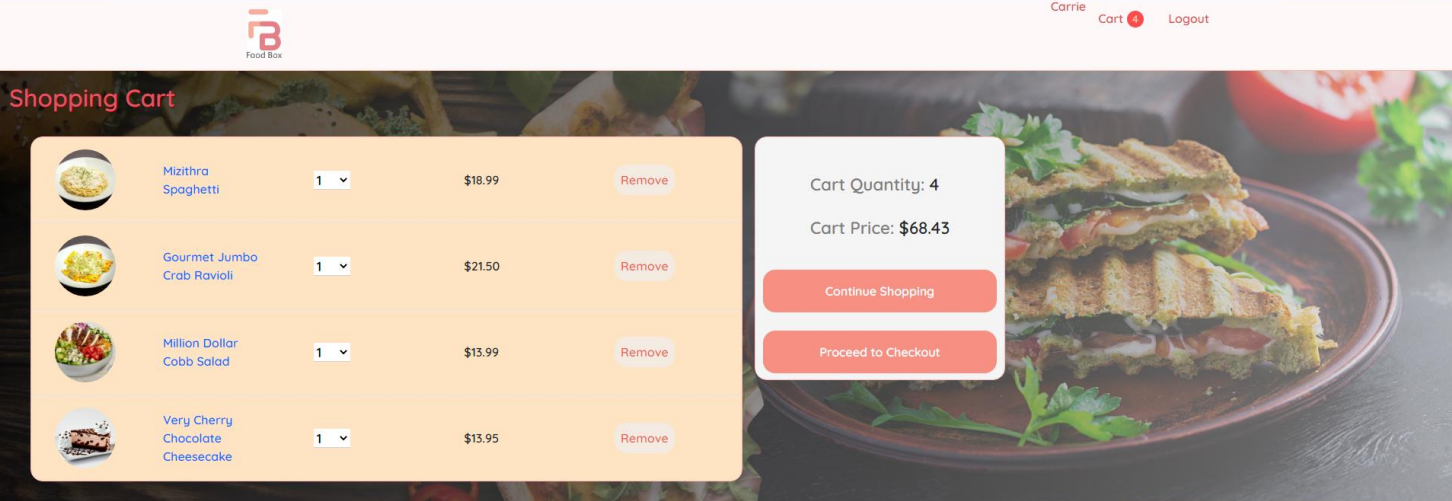 Carrie
Cart 4 Logout
Food Box
Shopping Cart
Mizithra
Spaghetti
1
$18.99
Remove
Gourmet Jumbo
Crab Ravioli
1
$21.50
Remove
Million Dollar
Cobb Salad
1
$13.99
Remove
Very Cherry
Chocolate
Cheesecake
1
$13.95
Remove
Cart Quantity: 4
Cart Price: $68.43
Continue Shopping
Proceed to Checkout